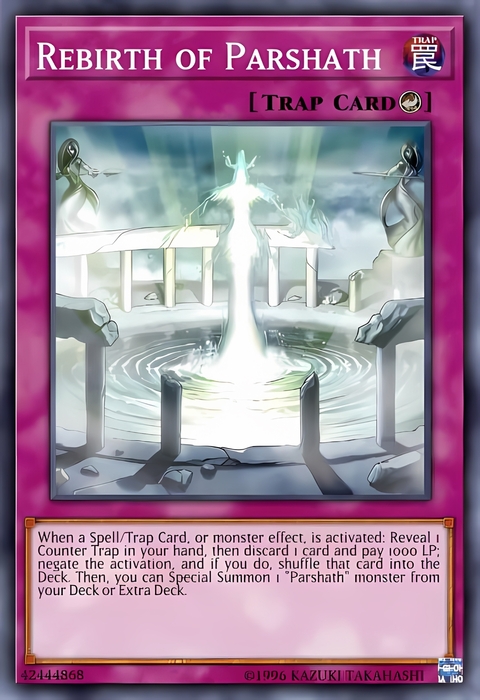 REBIRTH OF PARSHATH
TRAP
罠
[TRAP CARD]
When a Spell/Trap Card, or monster effect, is activated: Reveal 1
Counter Trap in your hand, then discard 1 card and pay 1000 LP;
negate the activation, and if you do, shuffle that card into the
Deck. Then, you can Special Summon 1 "Parshath" monster from
your Deck or Extra Deck.
42444868
©1996 KAZUKI TAKAHASHI